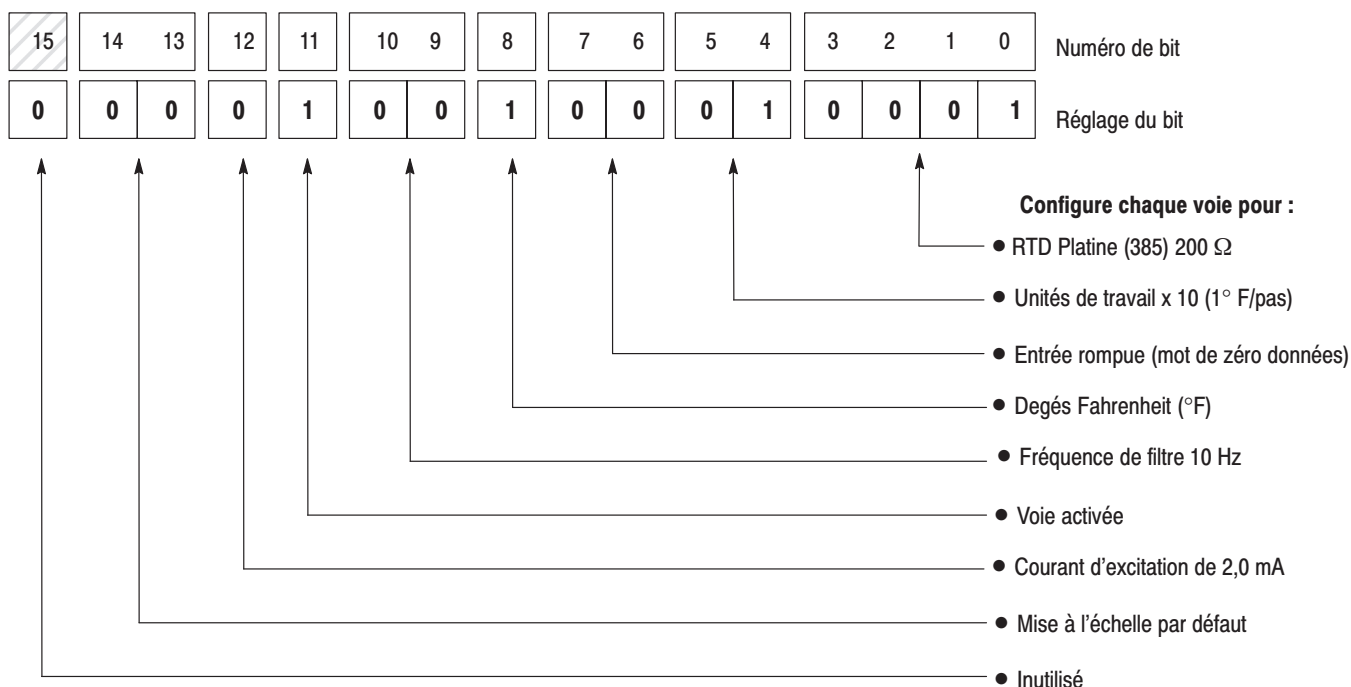 15 14 13 12 11 10 9 8 7 6 5 4 3 2 1 0 Numéro de bit
0 0 0 0 1 0 0 1 0 0 0 1 0 0 0 1 Réglage du bit
Configure chaque voie pour :
● RTD Platine (385) 200 Ω
● Unités de travail x 10 (1° F/pas)
● Entrée rompue (mot de zéro données)
● Degés Fahrenheit (°F)
● Fréquence de filtre 10 Hz
● Voie activée
● Courant d'excitation de 2,0 mA
● Mise à l'échelle par défaut
● Inutilisé